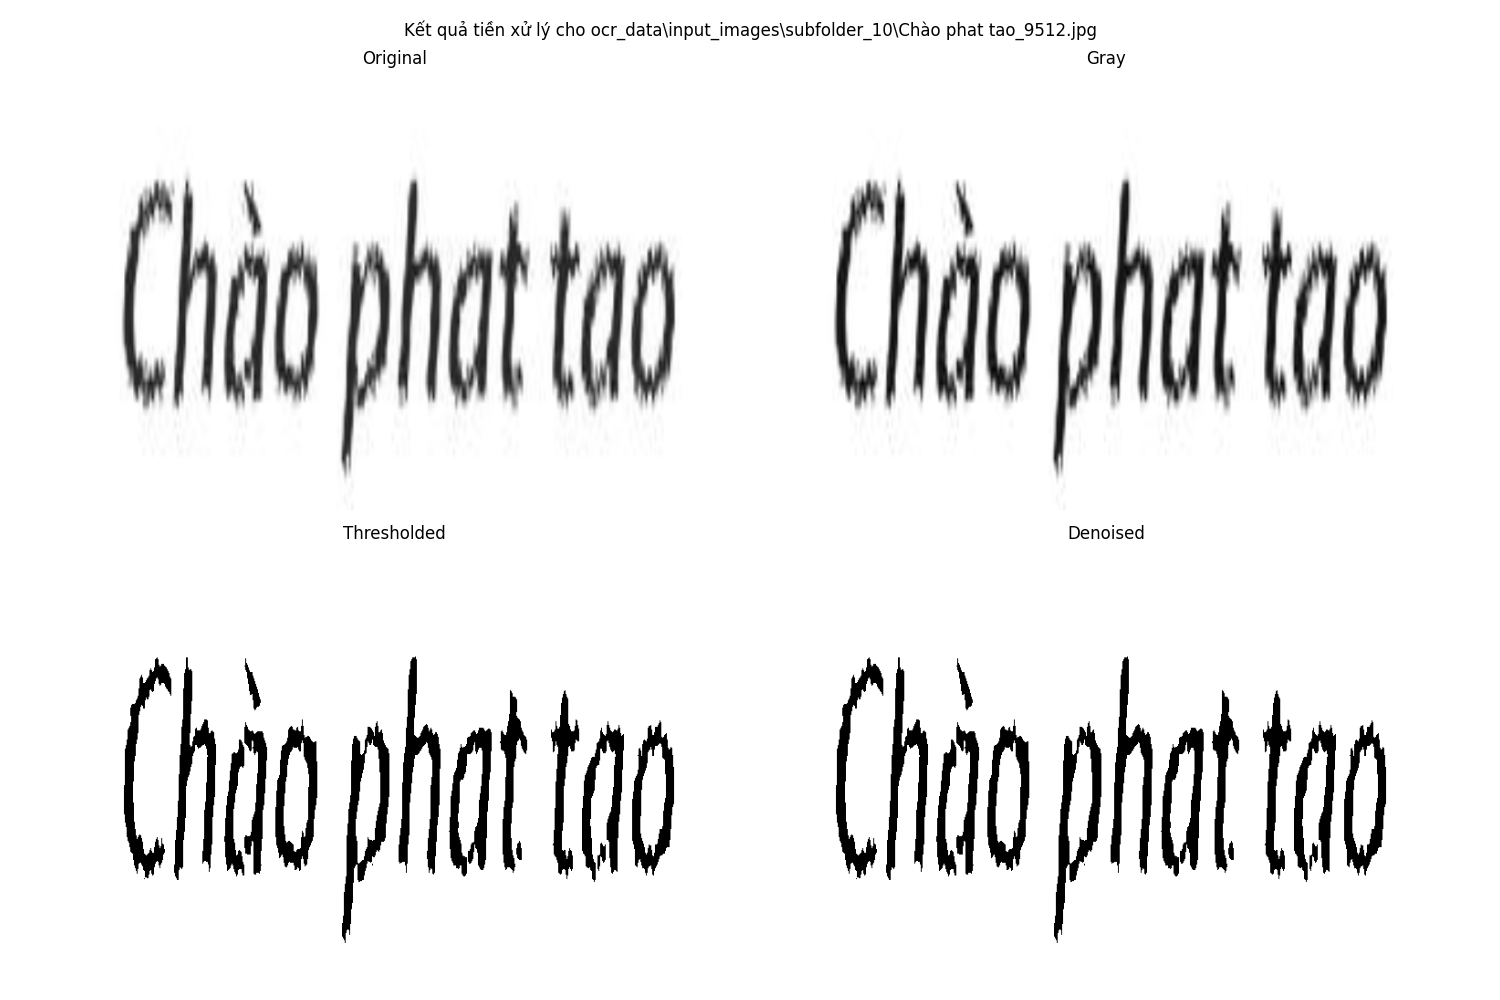 Kết quả tiền xử lý cho ocr_data\input_images\subfolder_10\Chào phat tao_9512.jpg
Original
Gray
Chào phat tao
Chào phat tao
Thresholded
Denoised
Chào phat tao
Chào phat tao